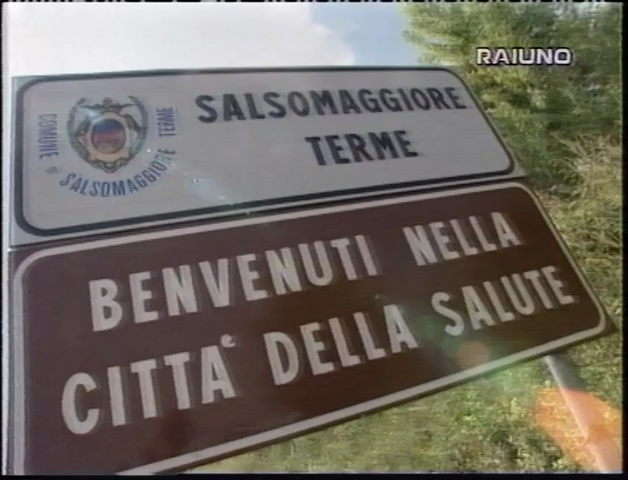 RAIUNO
SALSOMAGGIORE
TERME
COMUNE DI SALSOMAGGIORE TERME
BENVENUTI NELLA
CITTA' DELLA SALUTE